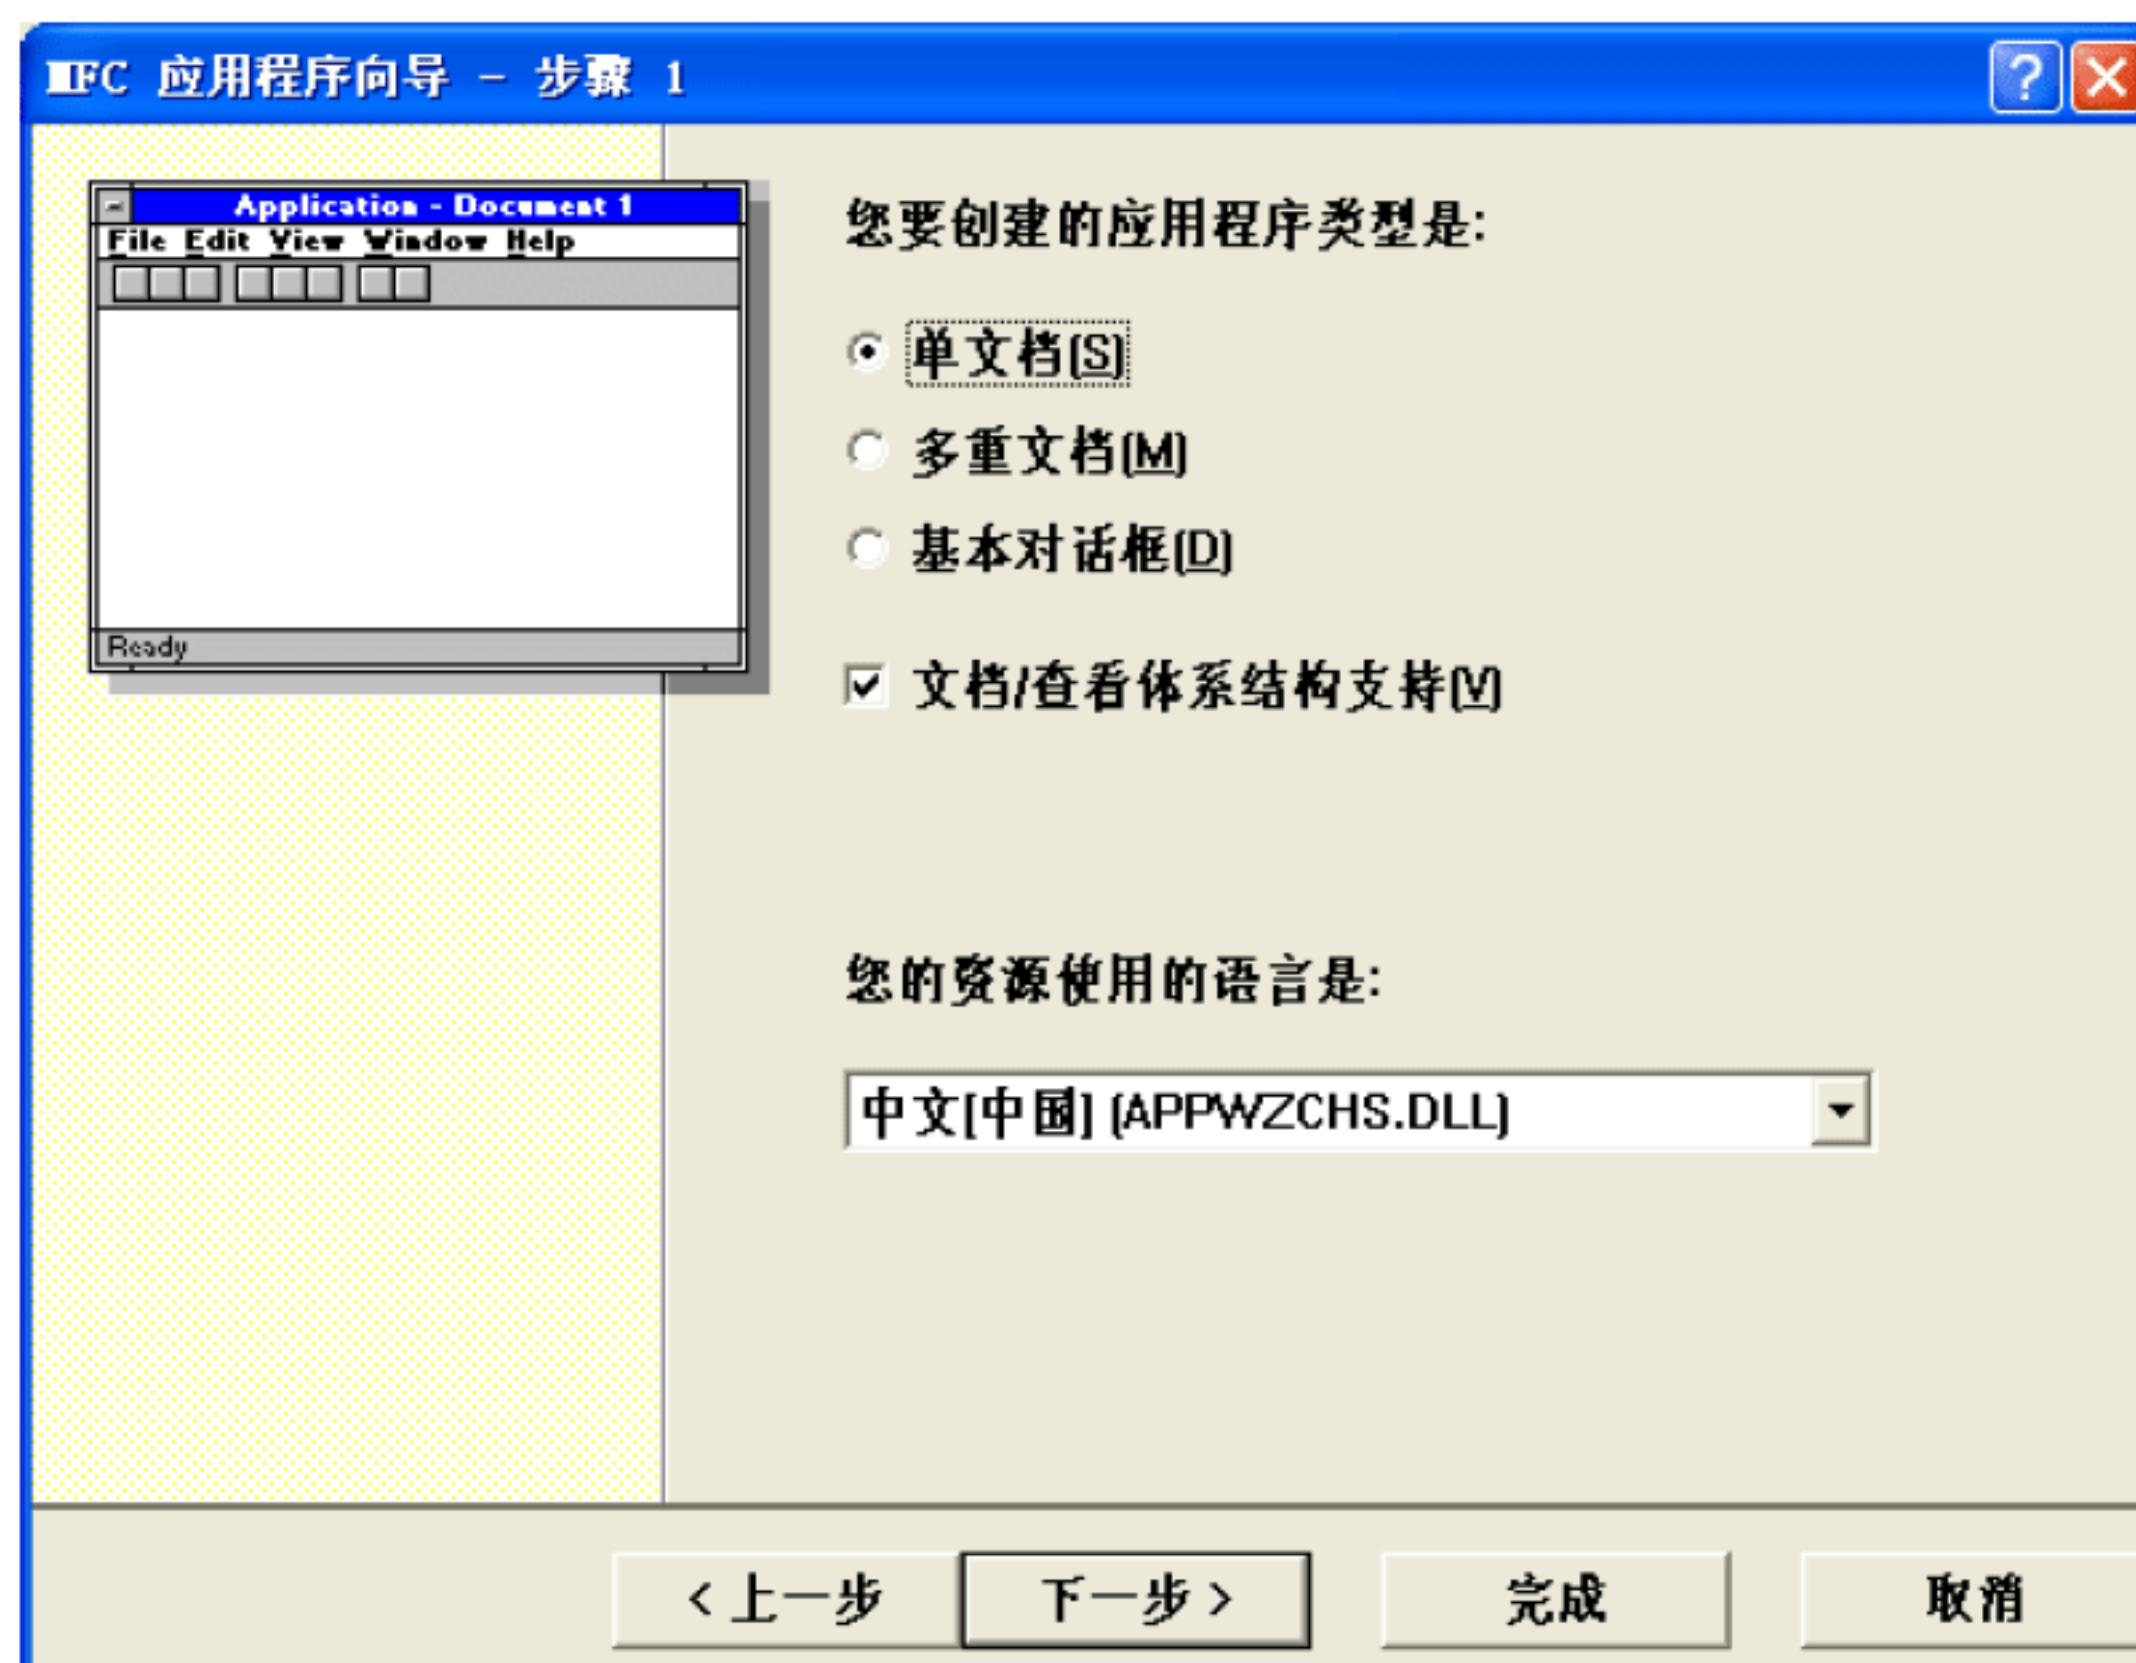 MFC 应用程序向导 - 步骤 1
Application - Document 1
File Edit View Window Help
Ready
您要创建的应用程序类型是:
单文档(S)
多重文档(M)
基本对话框(D)
文档/查看体系结构支持(V)
您的资源使用的语言是:
中文[中国] (APPWZCHS.DLL)
< 上一步 下一步 > 完成 取消